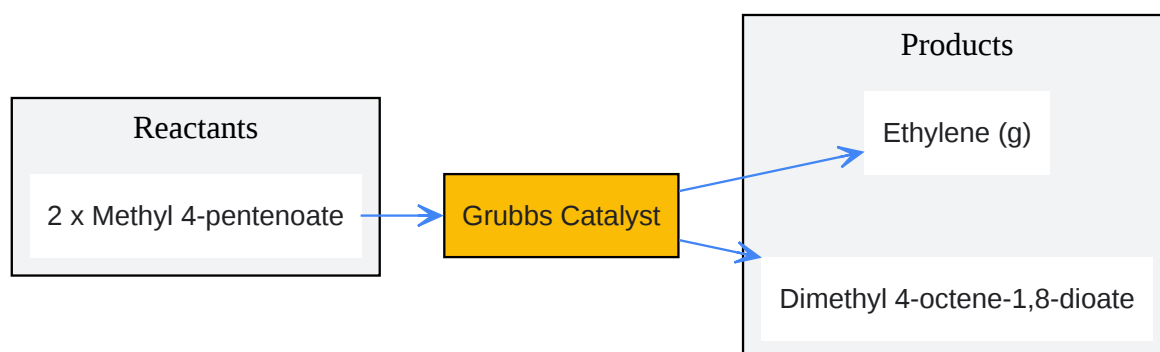 Reactants
2 x Methyl 4-pentenoate
Grubbs Catalyst
Products
Ethylene (g)
Dimethyl 4-octene-1,8-dioate